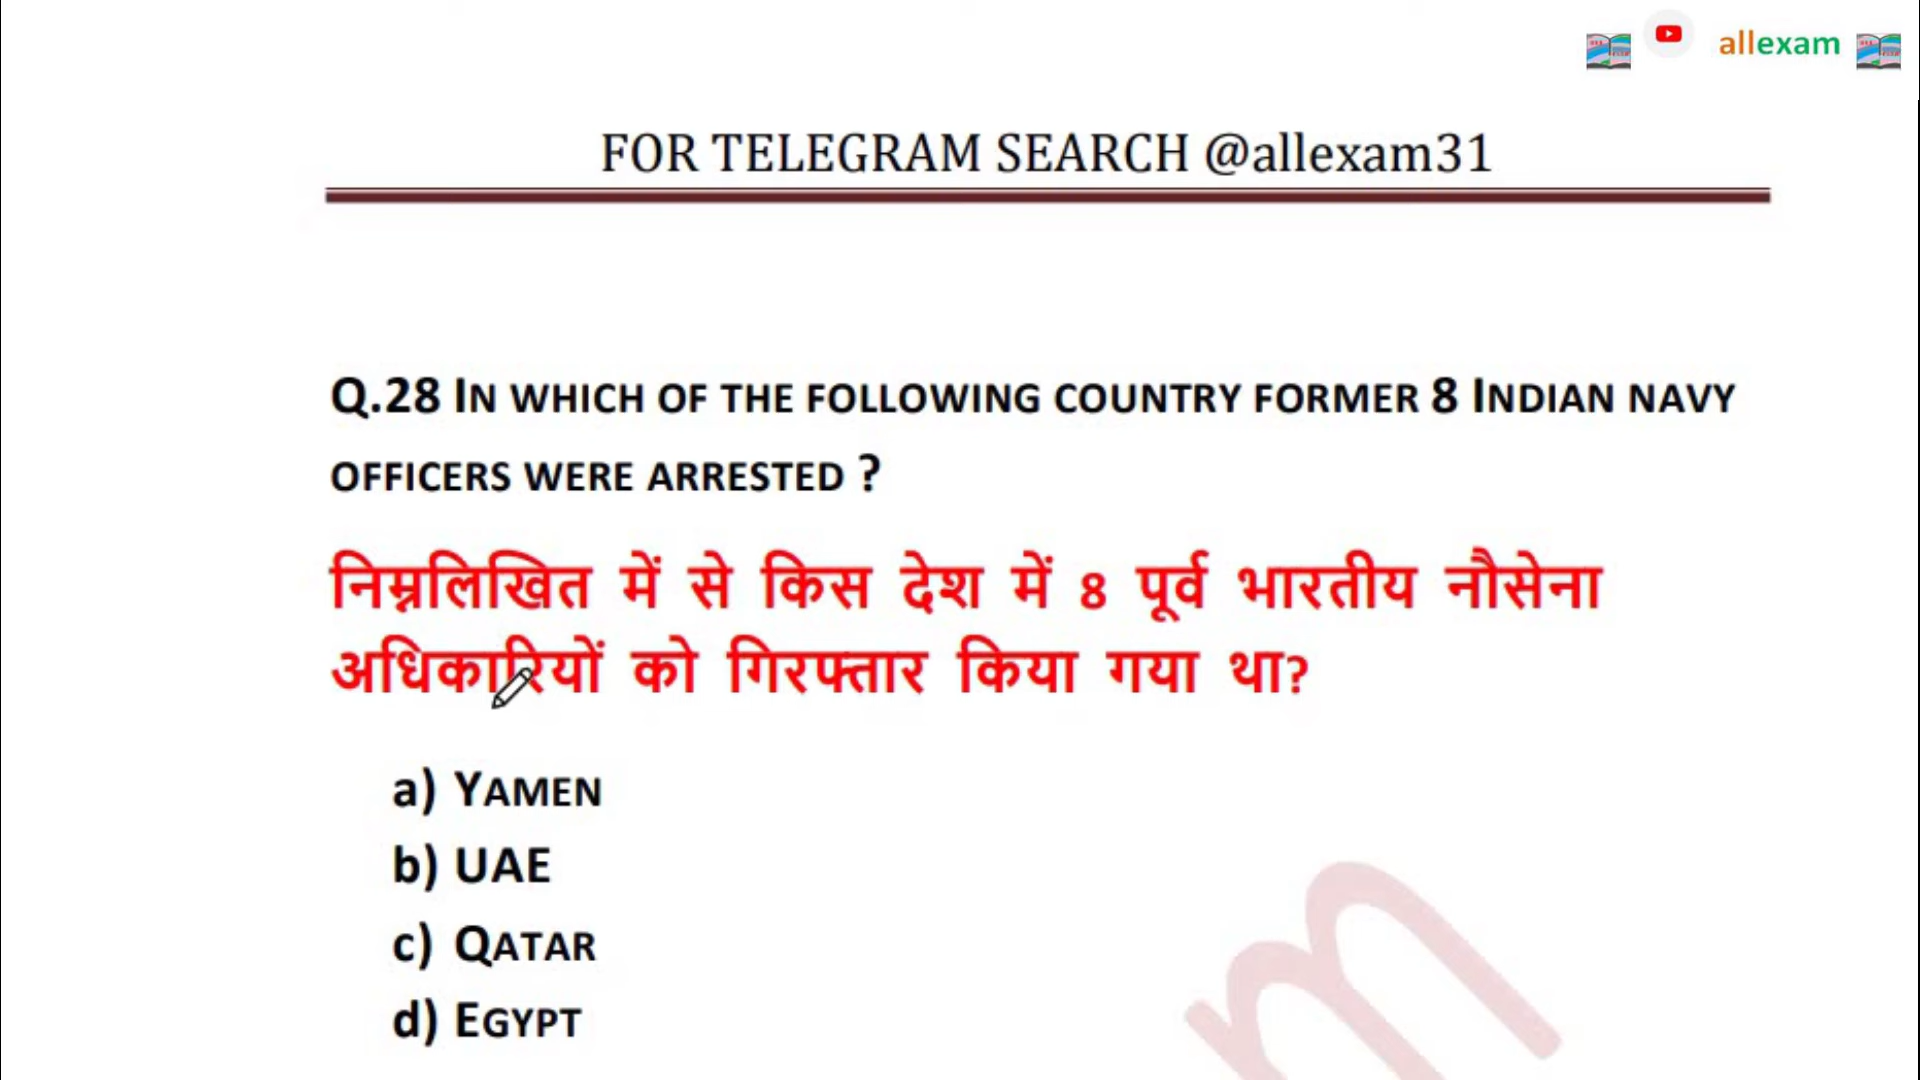 allexam
FOR TELEGRAM SEARCH @allexam31
Q.28 IN WHICH OF THE FOLLOWING COUNTRY FORMER 8 INDIAN NAVY
OFFICERS WERE ARRESTED ?
निम्नलिखित में से किस देश में 8 पूर्व भारतीय नौसेना
अधिकारियों को गिरफ्तार किया गया था?
a) YAMEN
b) UAE
c) QATAR
d) EGYPT
m